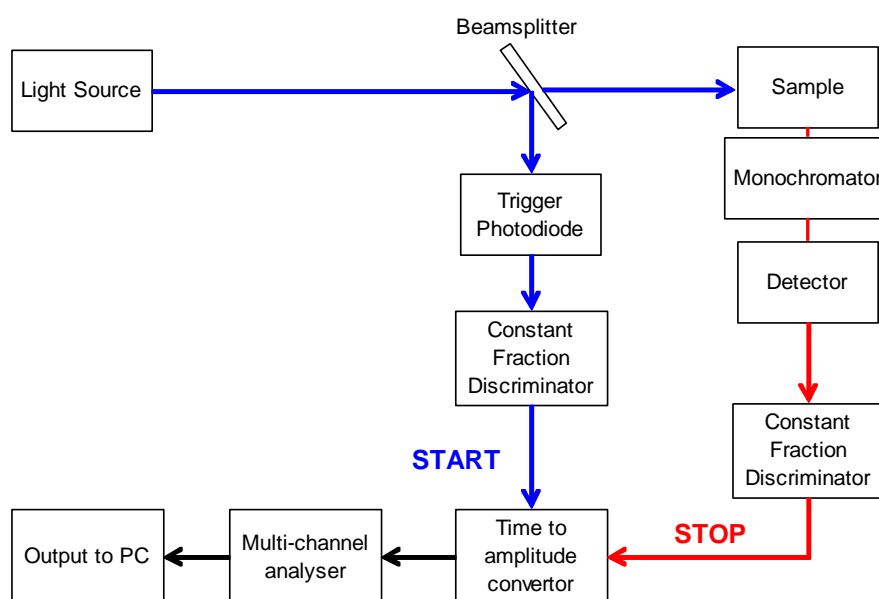 Beamsplitter
Light Source
Sample
Monochromator
Trigger
Photodiode
Detector
Constant
Fraction
Discriminator
Constant
Fraction
Discriminator
START
STOP
Output to PC
Multi-channel
analyser
Time to
amplitude
convertor